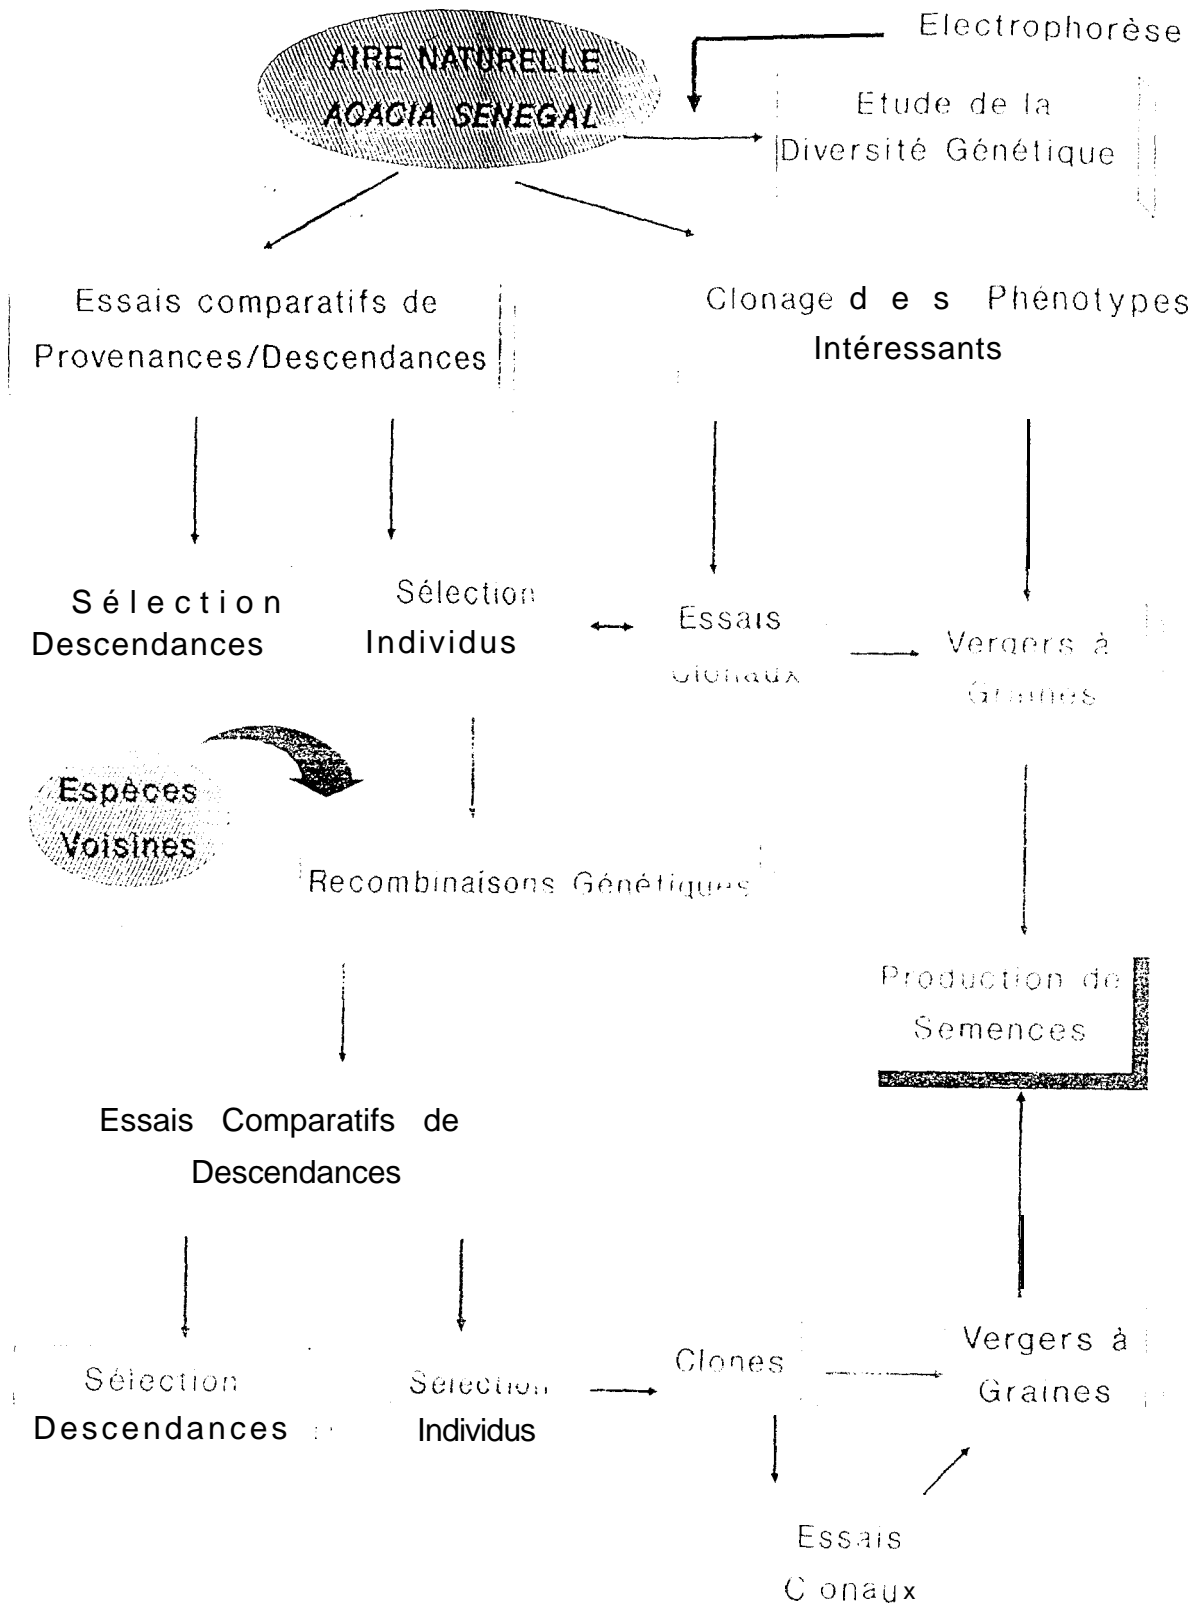 Electrophorèse
AIRE NATURELLE
ACACIA SENEGAL
Etude de la
Diversité Génétique
Essais comparatifs de
Provenances/Descendances
Clonage des Phénotypes
Intéressants
Sélection
Descendances
Sélection
Individus
Essais
Clonaux
Vergers à
Graines
Espèces
Voisines
Recombinaisons Génétiques
Production de
Semences
Essais Comparatifs de
Descendances
Sélection
Descendances
Sélection
Individus
Clones
Vergers à
Graines
Essais
C onaux